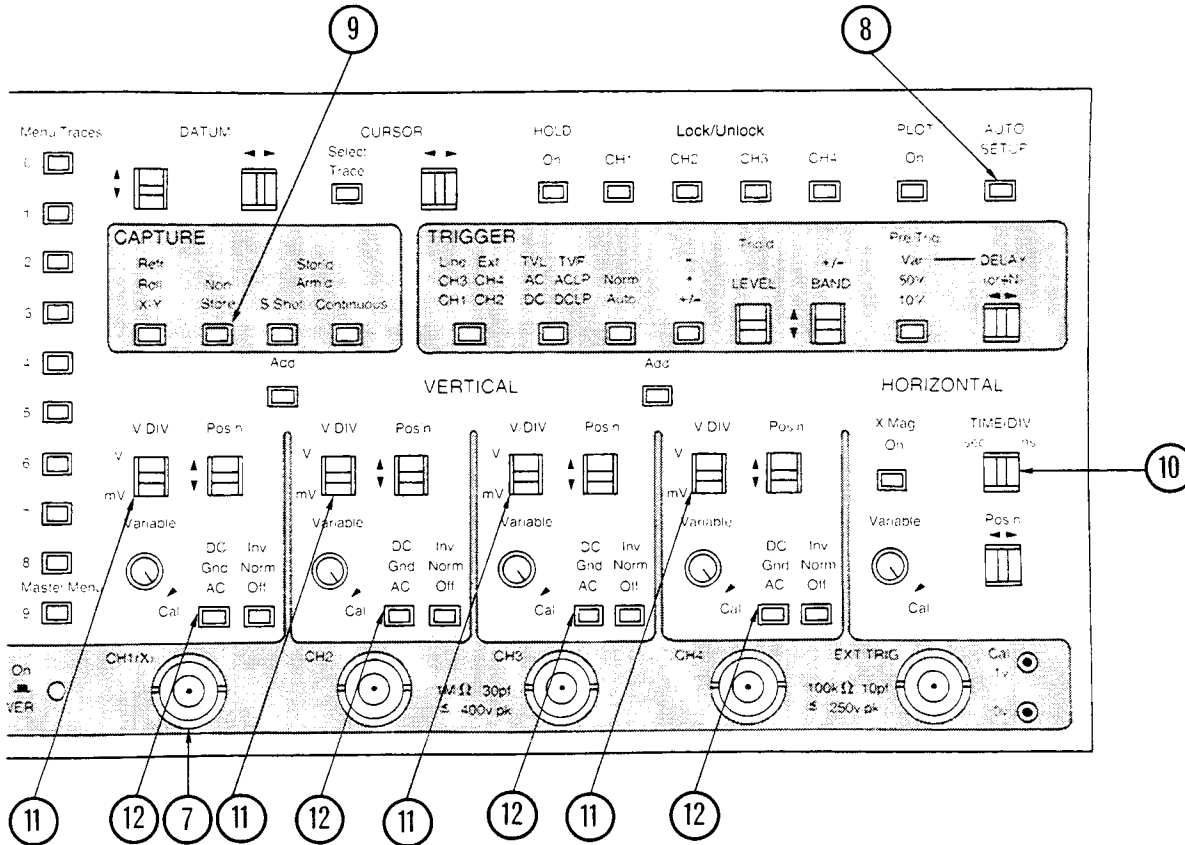 9 8
Menu Traces DATUM CURSOR HOLD Lock/Unlock PLOT AUTO
Select On CH1 CH2 CH3 CH4 On SETUP
Trace
1
2
3
5
6
8
Master Menu
9
CAPTURE
Refr Stor'd
Roll Non Arm'd
X-Y Store S Shot Continuous
TRIGGER
Trig'd Pre Trig
Line Ext TVL TVF +/- Var DELAY
CH3 CH4 AC ACLP Norm LEVEL BAND 50%
CH1 CH2 DC DCLP Auto +/- 10%
Add Add
VERTICAL HORIZONTAL
V DIV Pos'n V DIV Pos'n V/DIV Pos'n V DIV Pos'n X Mag TIME/DIV
V V V V On
10
mV mV mV mV
Variable Variable Variable Variable Variable Pos'n
DC Inv DC Inv DC Inv DC Inv
Gnd Norm Gnd Norm Gnd Norm Gnd Norm
AC Off AC Off AC Off AC Off
Cal Cal Cal Cal Cal
On CH1(X) CH2 CH3 CH4 EXT TRIG Cal
1v
1MΩ 30pf 100kΩ 10pf
≤ 400v pk ≤ 250v pk
11 12 7 11 12 11 12 11 12